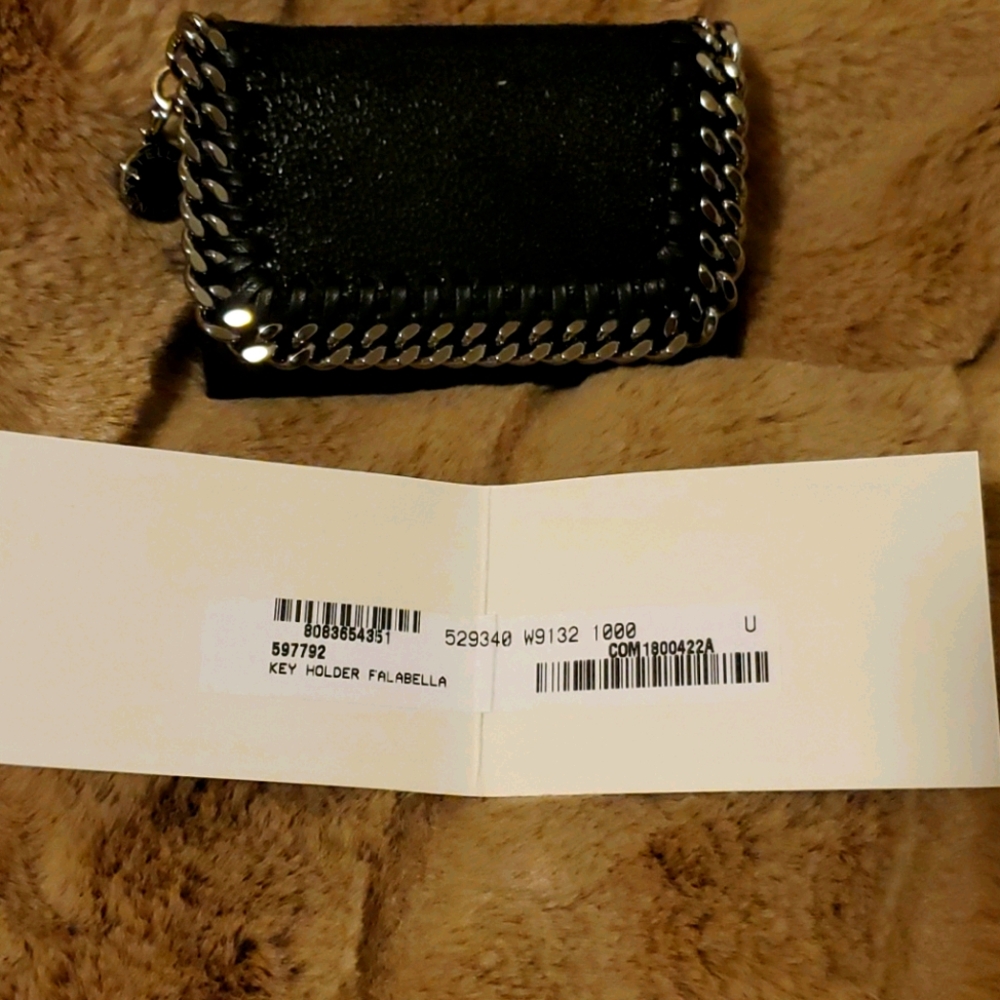 8083654351
597792
KEY HOLDER FALABELLA
529340 W9132 1000 U
COM1800422A